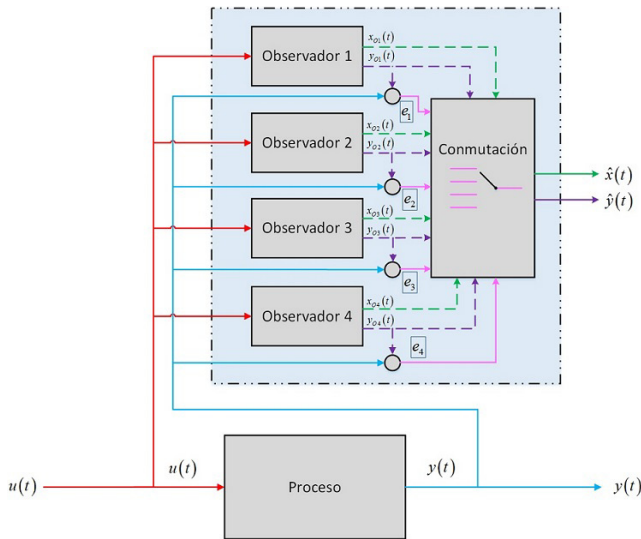 Observador 1
x_{O1}(t)
y_{O1}(t)
e_1
Observador 2
x_{O2}(t)
y_{O2}(t)
e_2
Conmutación
x̂(t)
ŷ(t)
Observador 3
x_{O3}(t)
y_{O3}(t)
e_3
Observador 4
x_{O4}(t)
y_{O4}(t)
e_4
u(t)
u(t)
Proceso
y(t)
y(t)